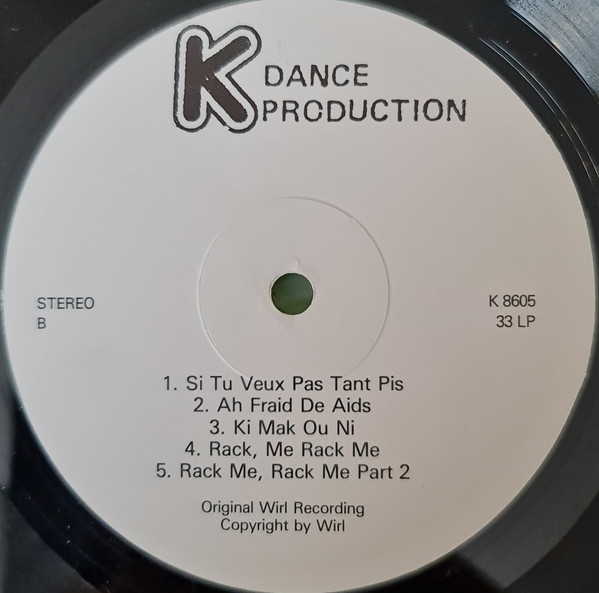 K DANCE
PRODUCTION
STEREO
B
K 8605
33 LP
1. Si Tu Veux Pas Tant Pis
2. Ah Fraid De Aids
3. Ki Mak Ou Ni
4. Rack, Me Rack Me
5. Rack Me, Rack Me Part 2
Original Wirl Recording
Copyright by Wirl